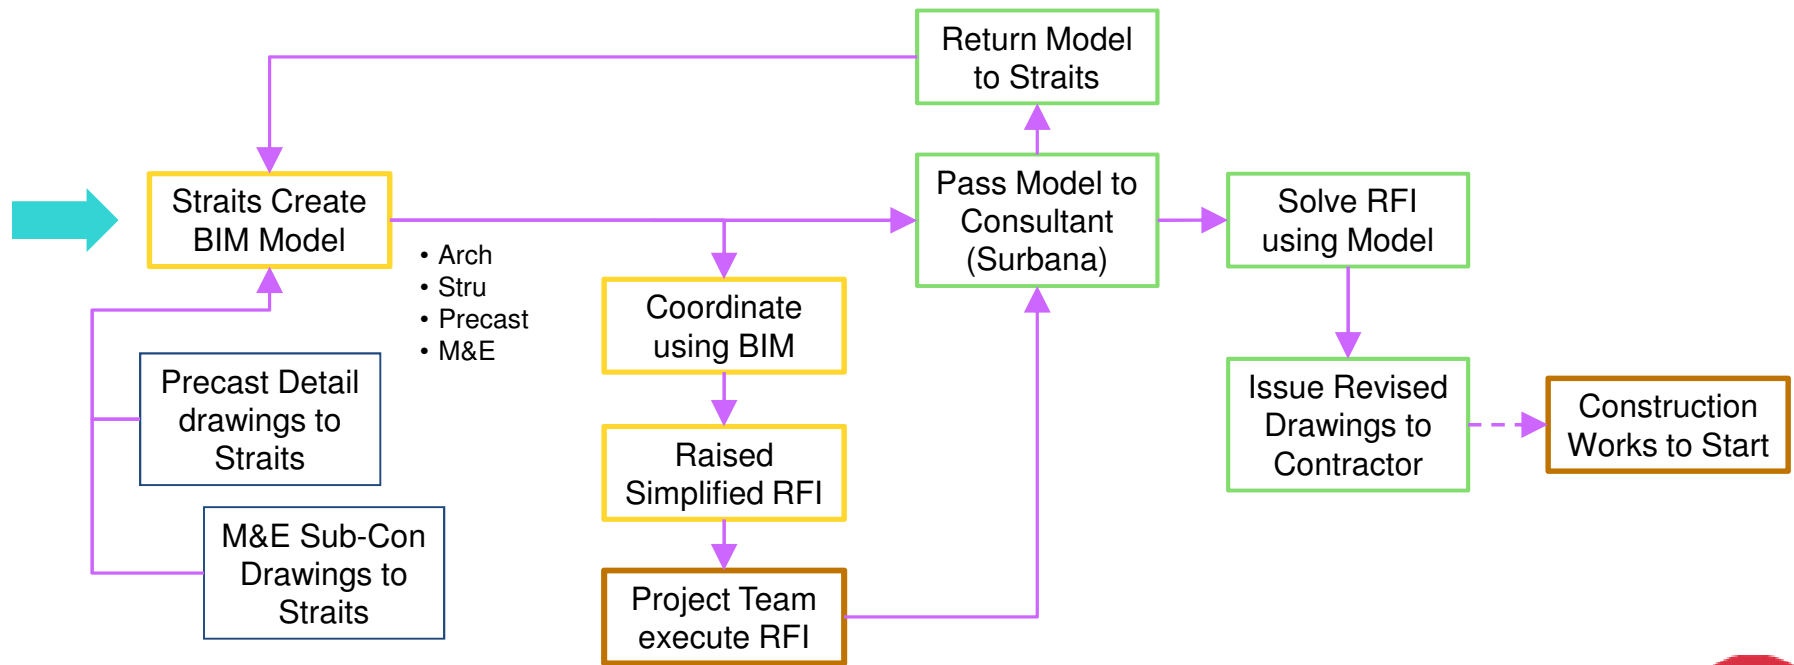 Return Model
to Straits
Straits Create
BIM Model
• Arch
• Stru
• Precast
• M&E
Pass Model to
Consultant
(Surbana)
Solve RFI
using Model
Coordinate
using BIM
Precast Detail
drawings to
Straits
Raised
Simplified RFI
Issue Revised
Drawings to
Contractor
Construction
Works to Start
M&E Sub-Con
Drawings to
Straits
Project Team
execute RFI